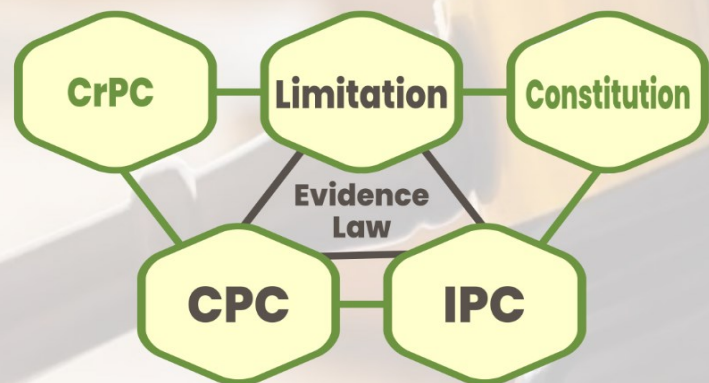 CrPC
Limitation
Constitution
Evidence
Law
CPC
IPC